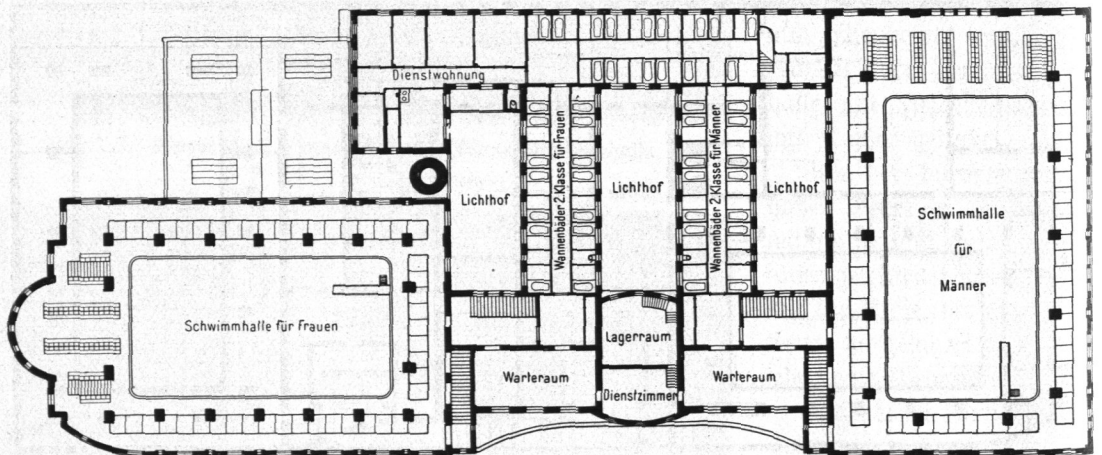 Dienstwohnung
Lichthof
Wannenbäder 2. Klasse für Frauen
Lichthof
Wannenbäder 2. Klasse für Männer
Lichthof
Schwimmhalle
für
Männer
Schwimmhalle für Frauen
Lagerraum
Warteraum
Warteraum
Dienstzimmer